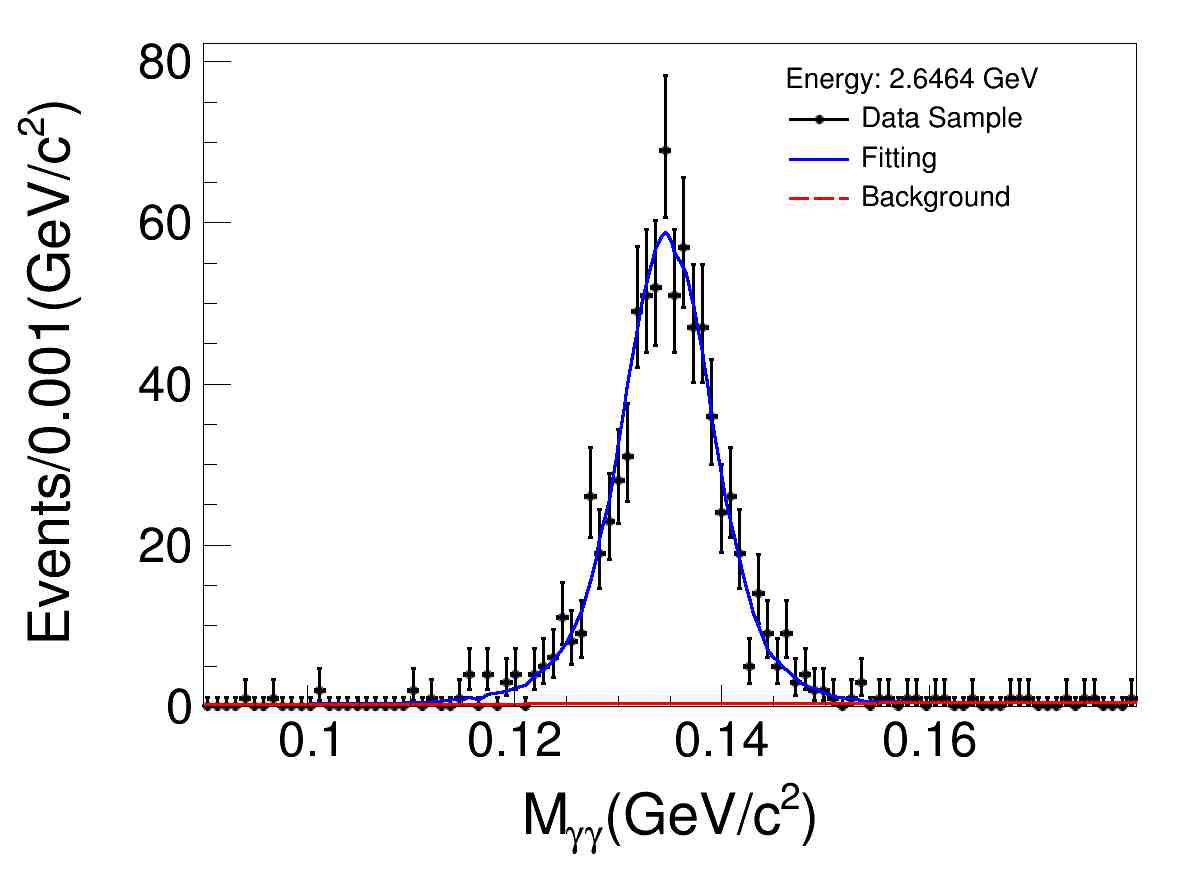 Energy: 2.6464 GeV
Data Sample
Fitting
Background
Events/0.001(GeV/c²)
80
60
40
20
0
0.1 0.12 0.14 0.16
Mγγ(GeV/c²)